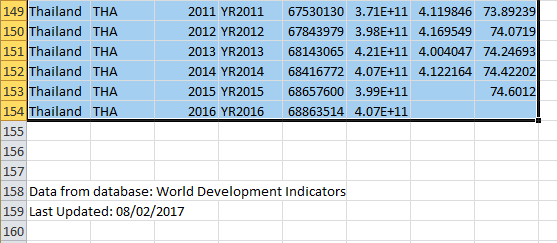 149 Thailand THA 2011 YR2011 67530130 3.71E+11 4.119846 73.89239
150 Thailand THA 2012 YR2012 67843979 3.98E+11 4.169549 74.0719
151 Thailand THA 2013 YR2013 68143065 4.21E+11 4.004047 74.24693
152 Thailand THA 2014 YR2014 68416772 4.07E+11 4.122164 74.42202
153 Thailand THA 2015 YR2015 68657600 3.99E+11 74.6012
154 Thailand THA 2016 YR2016 68863514 4.07E+11
155
156
157
158 Data from database: World Development Indicators
159 Last Updated: 08/02/2017
160